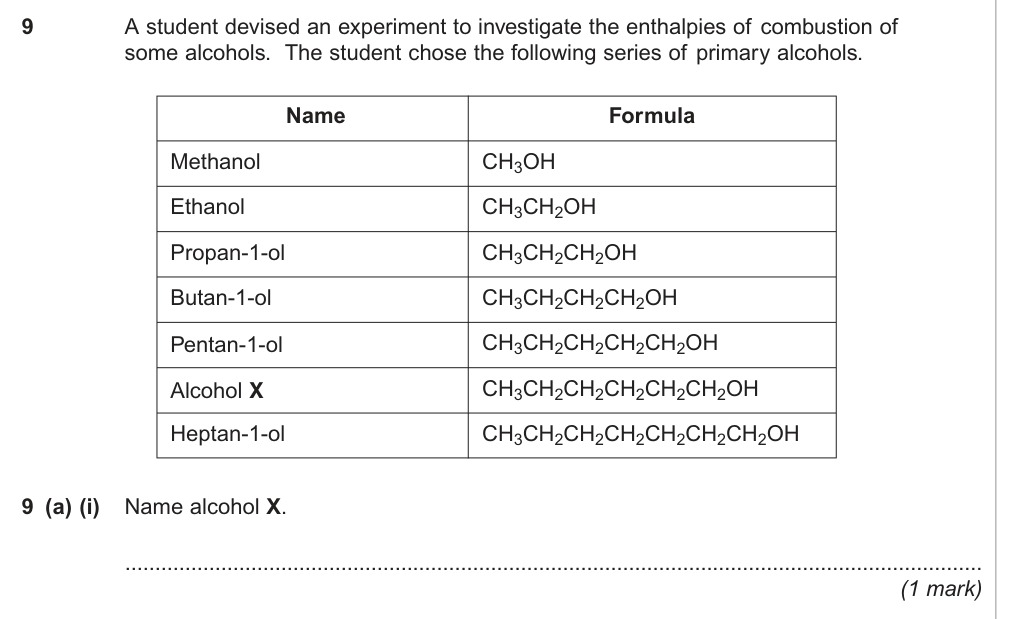 9 A student devised an experiment to investigate the enthalpies of combustion of
some alcohols. The student chose the following series of primary alcohols.
Name Formula
Methanol CH₃OH
Ethanol CH₃CH₂OH
Propan-1-ol CH₃CH₂CH₂OH
Butan-1-ol CH₃CH₂CH₂CH₂OH
Pentan-1-ol CH₃CH₂CH₂CH₂CH₂OH
Alcohol X CH₃CH₂CH₂CH₂CH₂CH₂OH
Heptan-1-ol CH₃CH₂CH₂CH₂CH₂CH₂CH₂OH
9 (a) (i) Name alcohol X.
(1 mark)